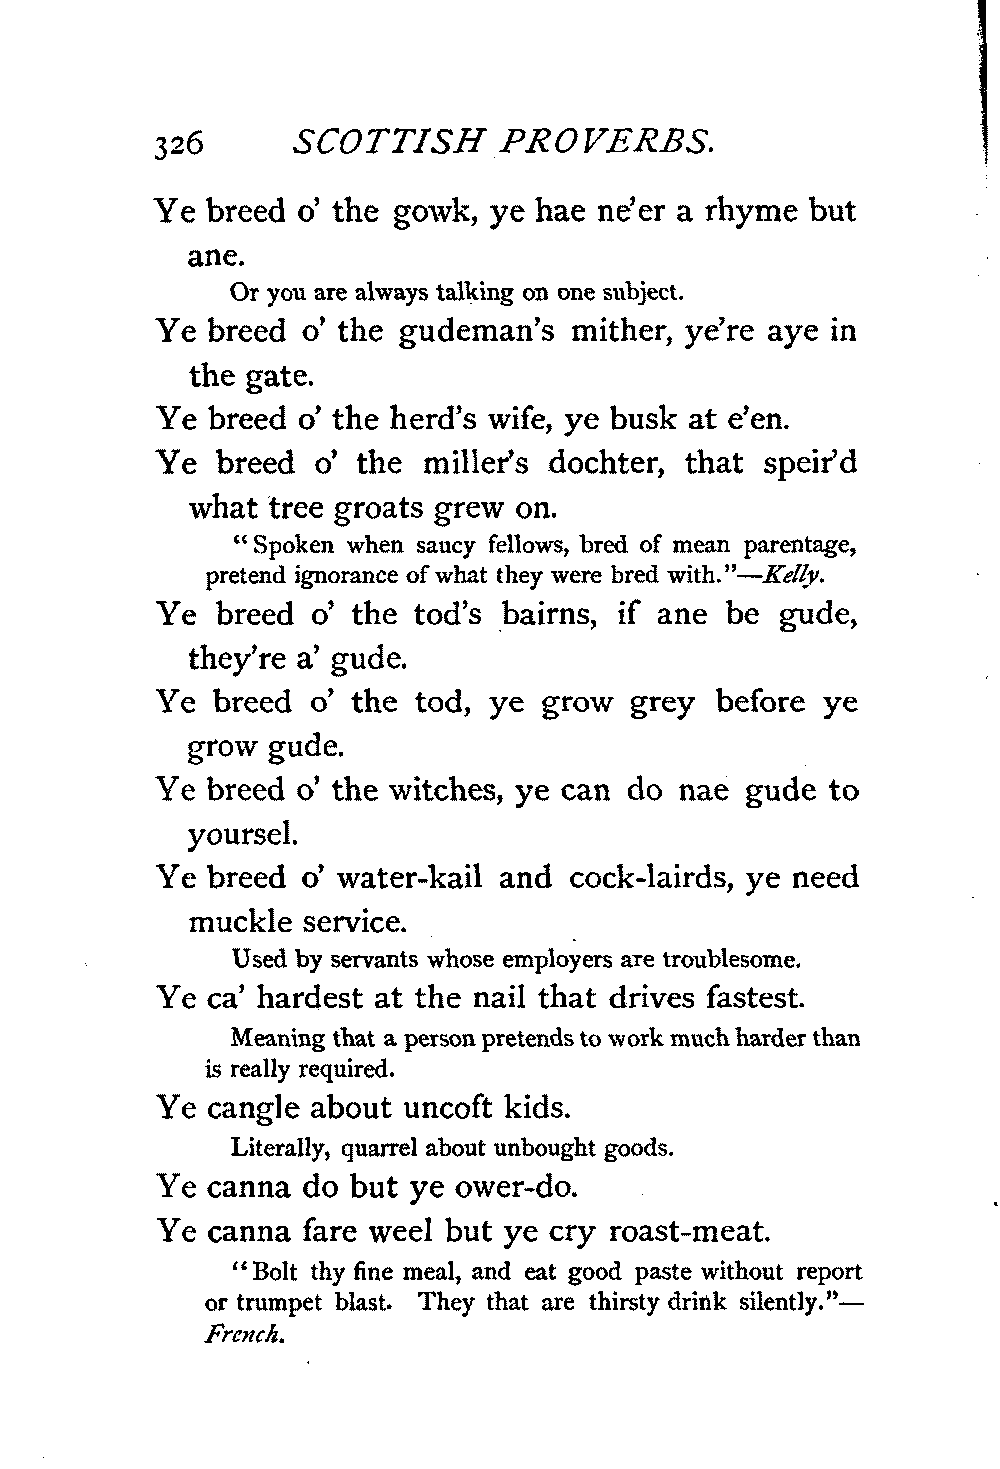 326 SCOTTISH PROVERBS.
Ye breed o' the gowk, ye hae ne'er a rhyme but
ane.
Or you are always talking on one subject.
Ye breed o' the gudeman's mither, ye're aye in
the gate.
Ye breed o' the herd's wife, ye busk at e'en.
Ye breed o' the miller's dochter, that speir'd
what tree groats grew on.
"Spoken when saucy fellows, bred of mean parentage,
pretend ignorance of what they were bred with."—Kelly.
Ye breed o' the tod's bairns, if ane be gude,
they're a' gude.
Ye breed o' the tod, ye grow grey before ye
grow gude.
Ye breed o' the witches, ye can do nae gude to
yoursel.
Ye breed o' water-kail and cock-lairds, ye need
muckle service.
Used by servants whose employers are troublesome.
Ye ca' hardest at the nail that drives fastest.
Meaning that a person pretends to work much harder than
is really required.
Ye cangle about uncoft kids.
Literally, quarrel about unbought goods.
Ye canna do but ye ower-do.
Ye canna fare weel but ye cry roast-meat.
"Bolt thy fine meal, and eat good paste without report
or trumpet blast. They that are thirsty drink silently."—
French.